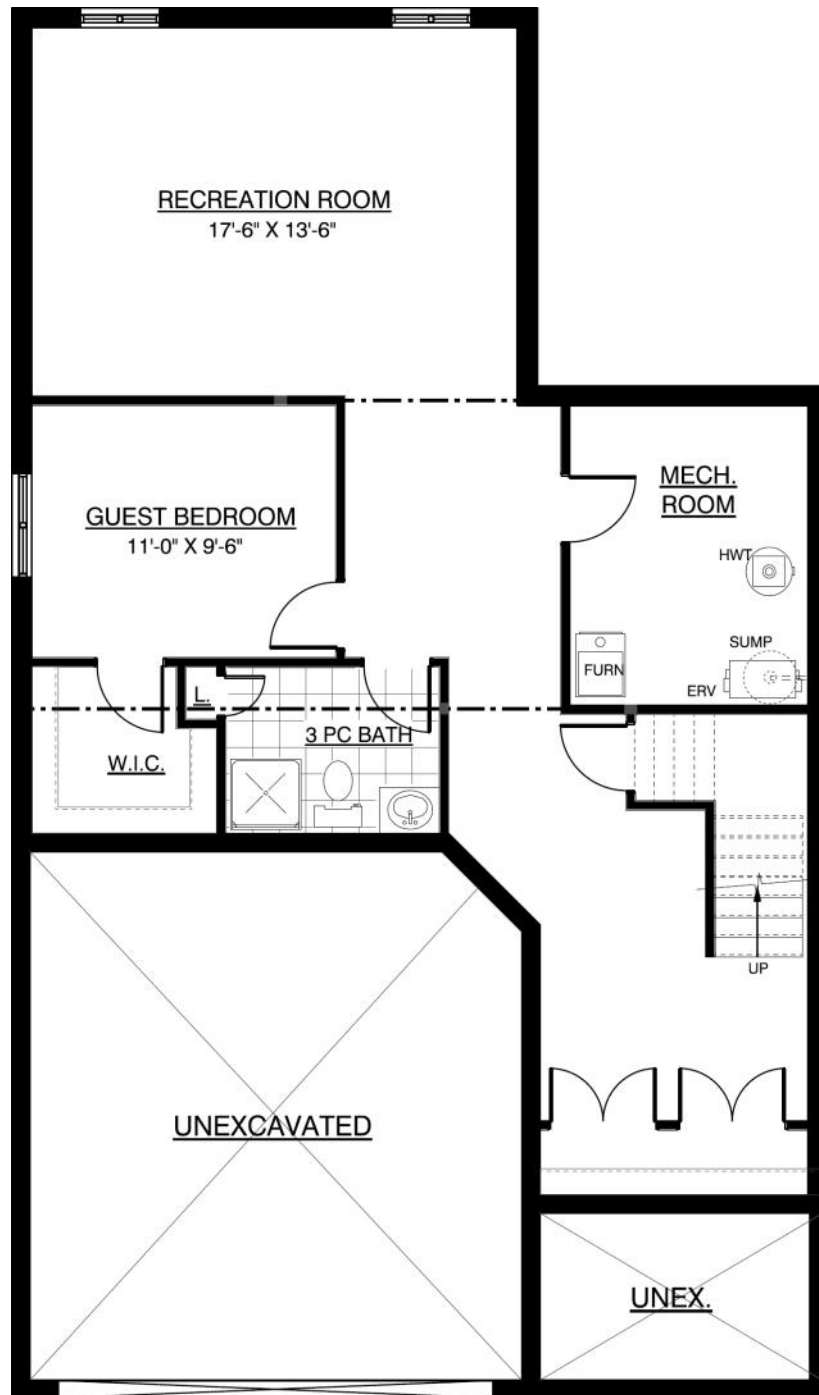 RECREATION ROOM
17'-6" X 13'-6"
GUEST BEDROOM
11'-0" X 9'-6"
MECH.
ROOM
HWT
SUMP
FURN
ERV
L.
3 PC BATH
W.I.C.
UP
UNEXCAVATED
UNEX.